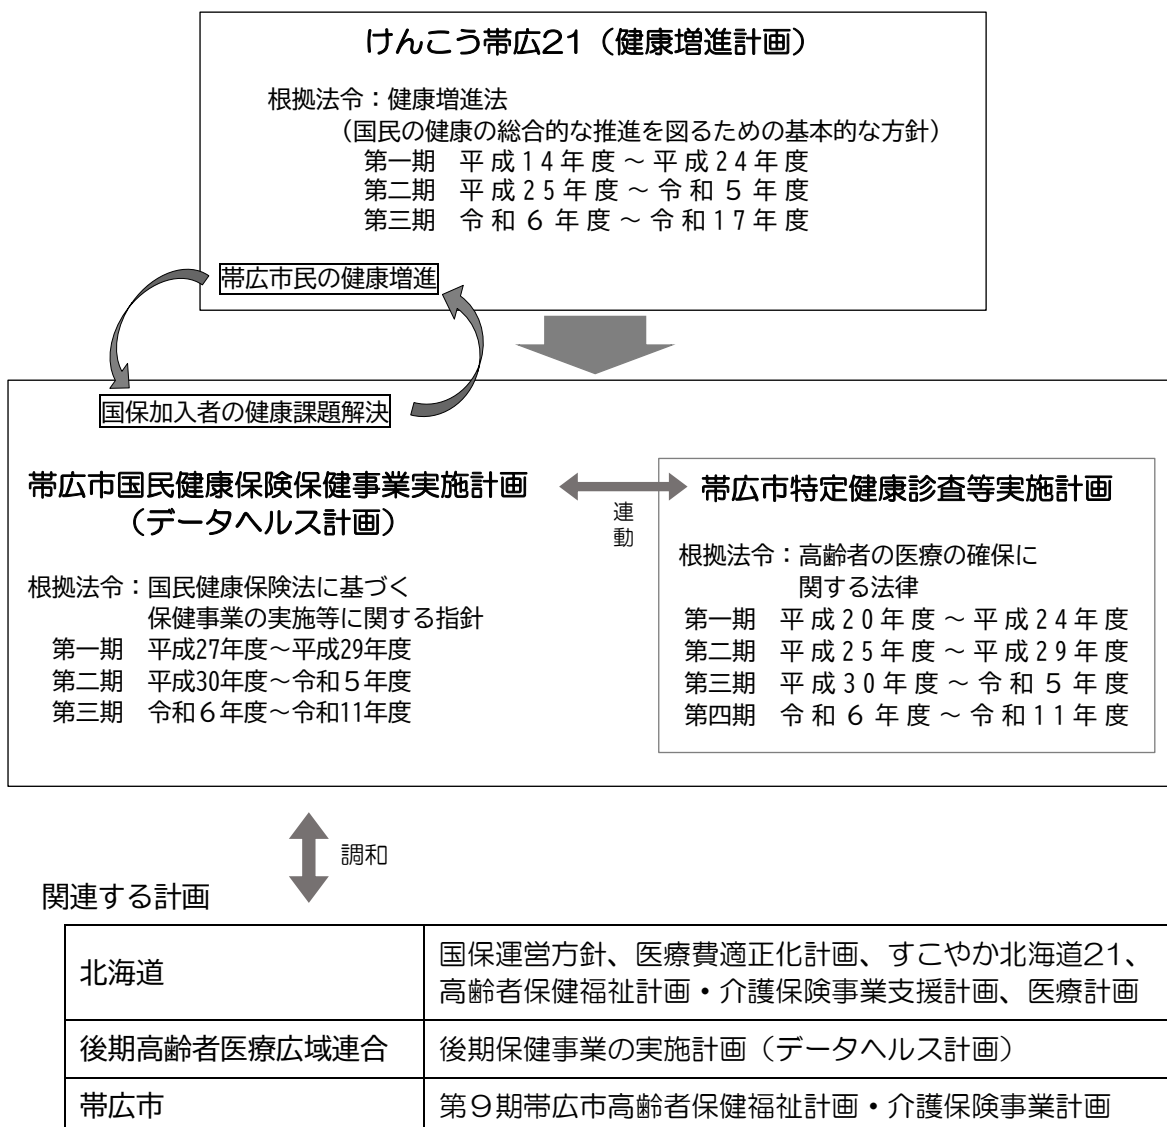 けんこう帯広21（健康増進計画）
根拠法令：健康増進法
（国民の健康の総合的な推進を図るための基本的な方針）
第一期　平成14年度～平成24年度
第二期　平成25年度～令和５年度
第三期　令和６年度～令和17年度
帯広市民の健康増進
国保加入者の健康課題解決
帯広市国民健康保険保健事業実施計画
（データヘルス計画）
根拠法令：国民健康保険法に基づく
保健事業の実施等に関する指針
第一期　平成27年度～平成29年度
第二期　平成30年度～令和５年度
第三期　令和６年度～令和11年度
連
動
帯広市特定健康診査等実施計画
根拠法令：高齢者の医療の確保に
関する法律
第一期　平成20年度～平成24年度
第二期　平成25年度～平成29年度
第三期　平成30年度～令和５年度
第四期　令和６年度～令和11年度
調和
関連する計画
北海道
国保運営方針、医療費適正化計画、すこやか北海道21、
高齢者保健福祉計画・介護保険事業支援計画、医療計画
後期高齢者医療広域連合
後期保健事業の実施計画（データヘルス計画）
帯広市
第９期帯広市高齢者保健福祉計画・介護保険事業計画